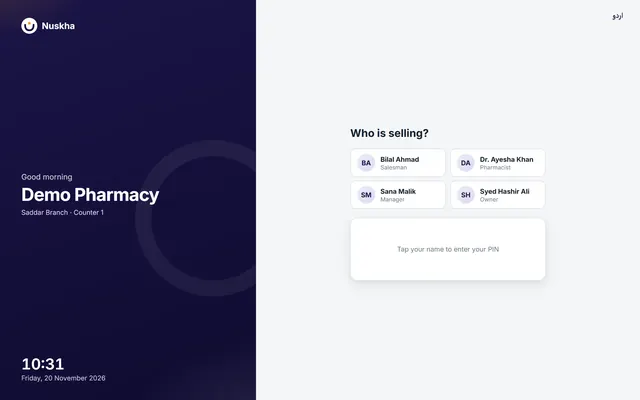 Nuskha
اردو
Good morning
Demo Pharmacy
Saddar Branch · Counter 1
10:31
Friday, 20 November 2026
Who is selling?
BA
Bilal Ahmad
Salesman
DA
Dr. Ayesha Khan
Pharmacist
SM
Sana Malik
Manager
SH
Syed Hashir Ali
Owner
Tap your name to enter your PIN